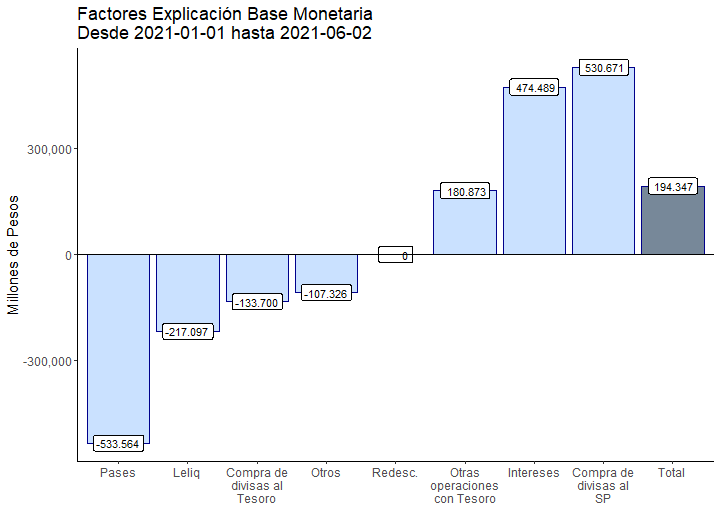 Factores Explicación Base Monetaria
Desde 2021-01-01 hasta 2021-06-02
Millones de Pesos
300,000
0
-300,000
-533.564
-217.097
-133.700
-107.326
0
180.873
474.489
530.671
194.347
Pases
Leliq
Compra de
divisas al
Tesoro
Otros
Redesc.
Otras
operaciones
con Tesoro
Intereses
Compra de
divisas al
SP
Total